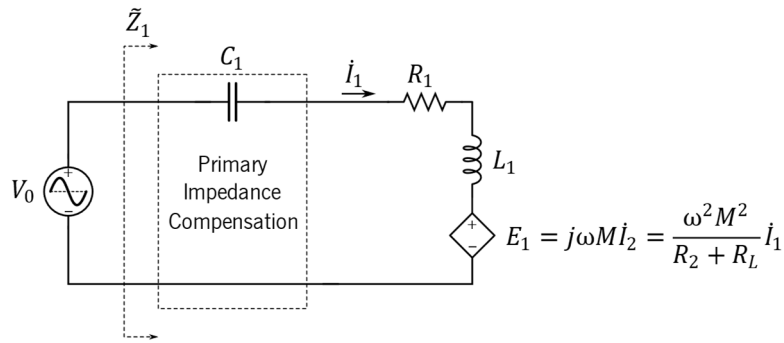 Z̃₁
C₁
İ₁
R₁
Primary
Impedance
Compensation
L₁
V₀
+
−
+
−
E₁ = jωMİ₂ = ω²M² / (R₂ + R_L) İ₁